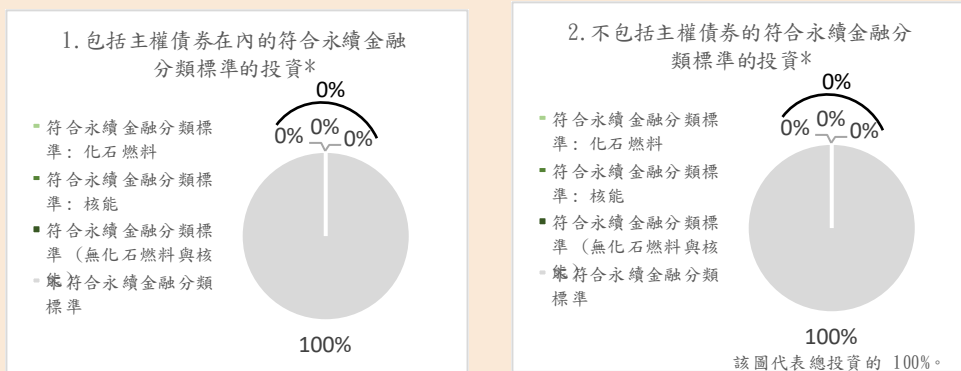 1.包括主權債券在內的符合永續金融
分類標準的投資*
0%
0%
0%
0%
符合永續金融分類標
準: 化石燃料
符合永續金融分類標
準: 核能
符合永續金融分類標
準 (無化石燃料與核
能)
未符合永續金融分類
標準
100%
2.不包括主權債券的符合永續金融分
類標準的投資*
0%
0%
0%
0%
符合永續金融分類標
準: 化石燃料
符合永續金融分類標
準: 核能
符合永續金融分類標
準 (無化石燃料與核
能)
未符合永續金融分類
標準
100%
該圖代表總投資的 100%。